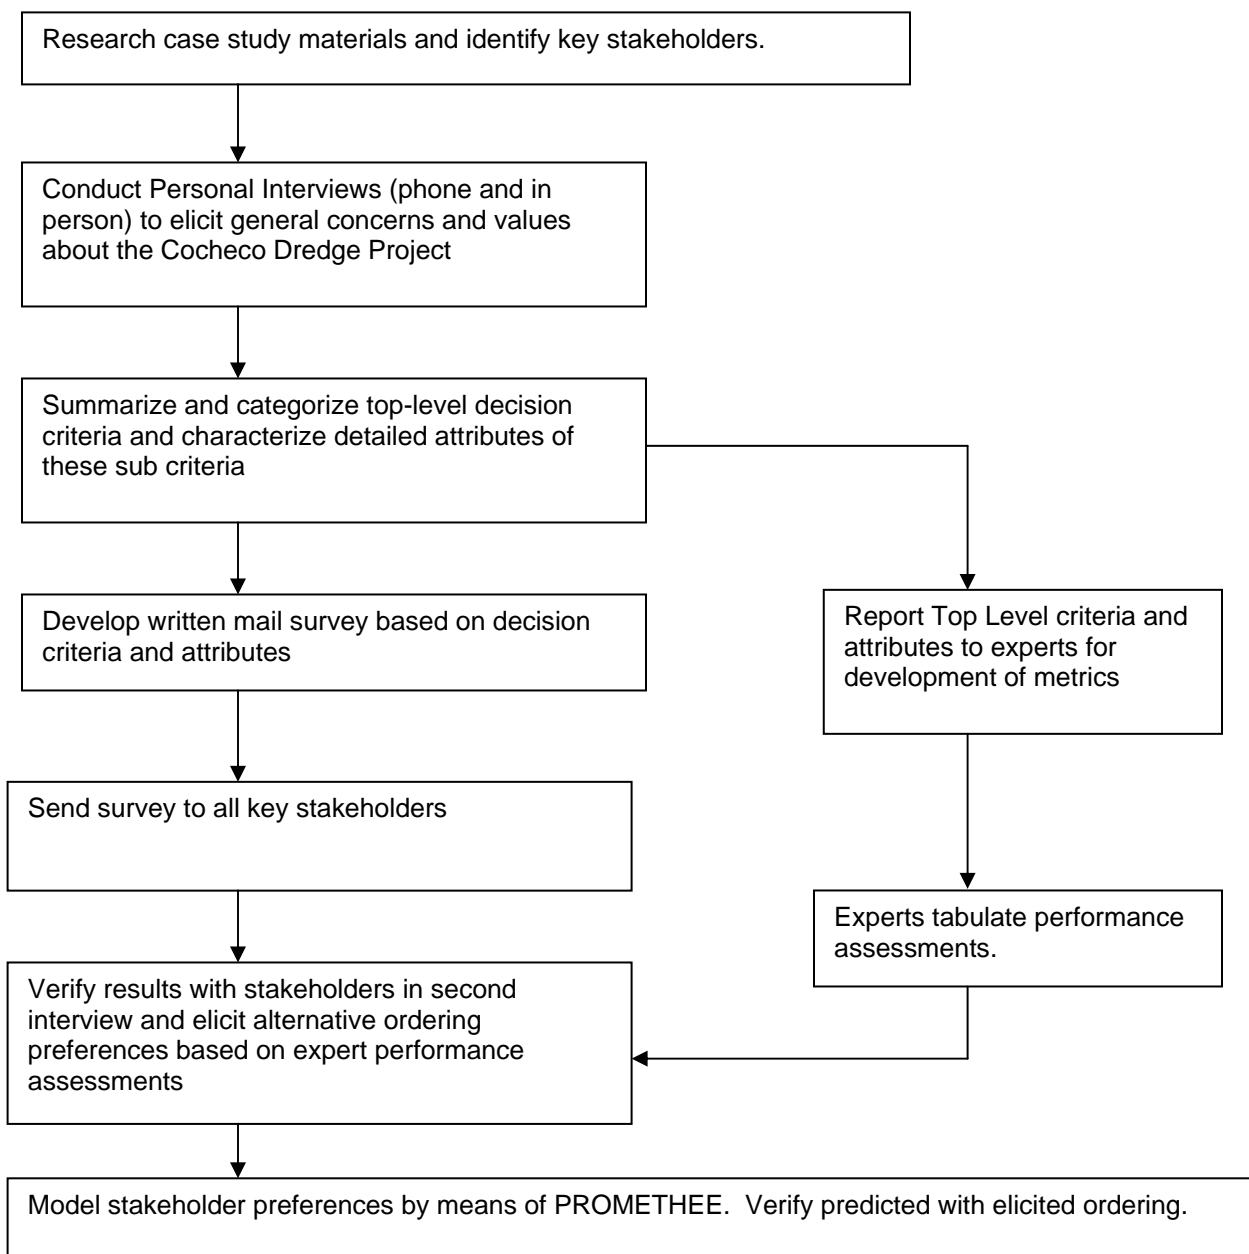 Research case study materials and identify key stakeholders.
Conduct Personal Interviews (phone and in
person) to elicit general concerns and values
about the Cocheco Dredge Project
Summarize and categorize top-level decision
criteria and characterize detailed attributes of
these sub criteria
Develop written mail survey based on decision
criteria and attributes
Report Top Level criteria and
attributes to experts for
development of metrics
Send survey to all key stakeholders
Experts tabulate performance
assessments.
Verify results with stakeholders in second
interview and elicit alternative ordering
preferences based on expert performance
assessments
Model stakeholder preferences by means of PROMETHEE.  Verify predicted with elicited ordering.